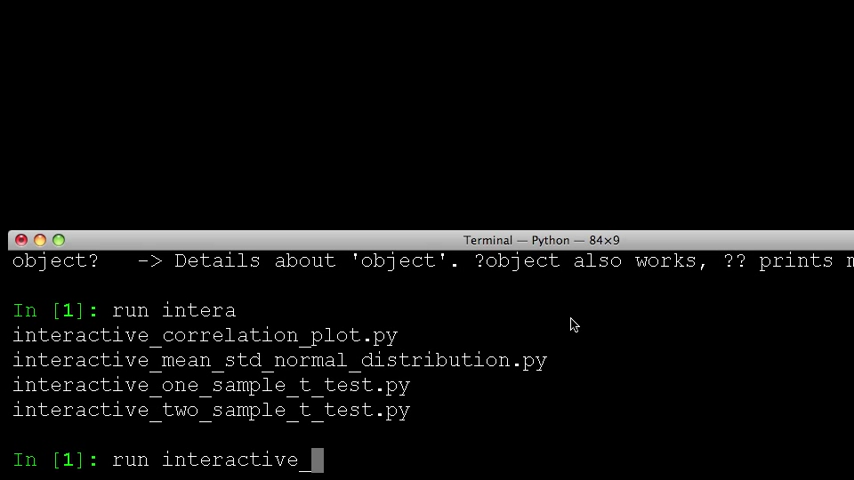 Terminal — Python — 84×9
object?   -> Details about 'object'. ?object also works, ?? prints
In [1]: run intera
interactive_correlation_plot.py
interactive_mean_std_normal_distribution.py
interactive_one_sample_t_test.py
interactive_two_sample_t_test.py
In [1]: run interactive_